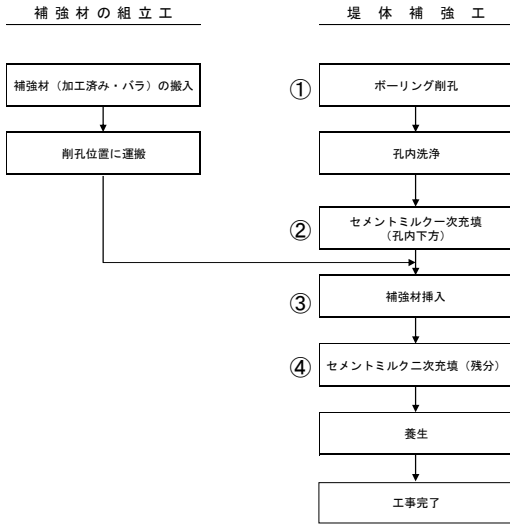 補強材の組立工
補強材（加工済み・バラ）の搬入
削孔位置に運搬
堤体補強工
①
ボーリング削孔
孔内洗浄
②
セメントミルク一次充填
（孔内下方）
③
補強材挿入
④
セメントミルク二次充填（残分）
養生
工事完了